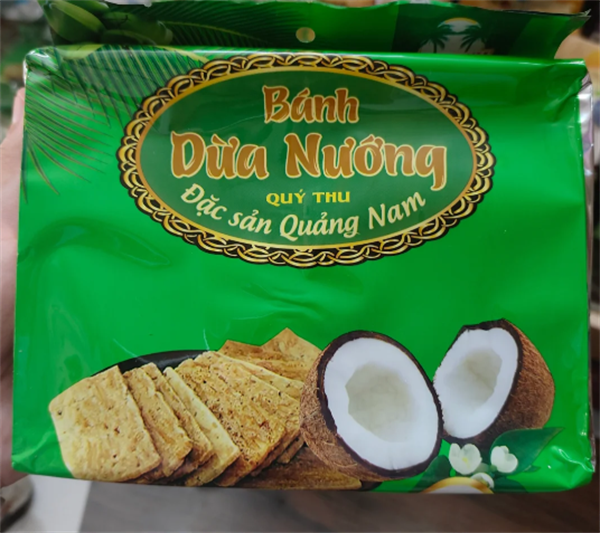 Bánh
Dừa Nướng
QUÝ THU
Đặc sản Quảng Nam